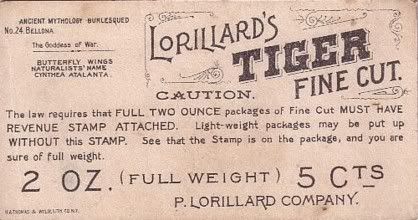 ANCIENT MYTHOLOGY BURLESQUED
No. 24. BELLONA.
The Goddess of War.
BUTTERFLY WINGS
NATURALISTS' NAME
CYNTHEA ATALANTA.
LORILLARD'S
TIGER
FINE CUT.
CAUTION.
The law requires that FULL TWO OUNCE packages of Fine Cut MUST HAVE
REVENUE STAMP ATTACHED. Light-weight packages may be put up
WITHOUT this STAMP. See that the Stamp is on the package, and you are
sure of full weight.
2 OZ. (FULL WEIGHT) 5 CTS
P. LORILLARD COMPANY.